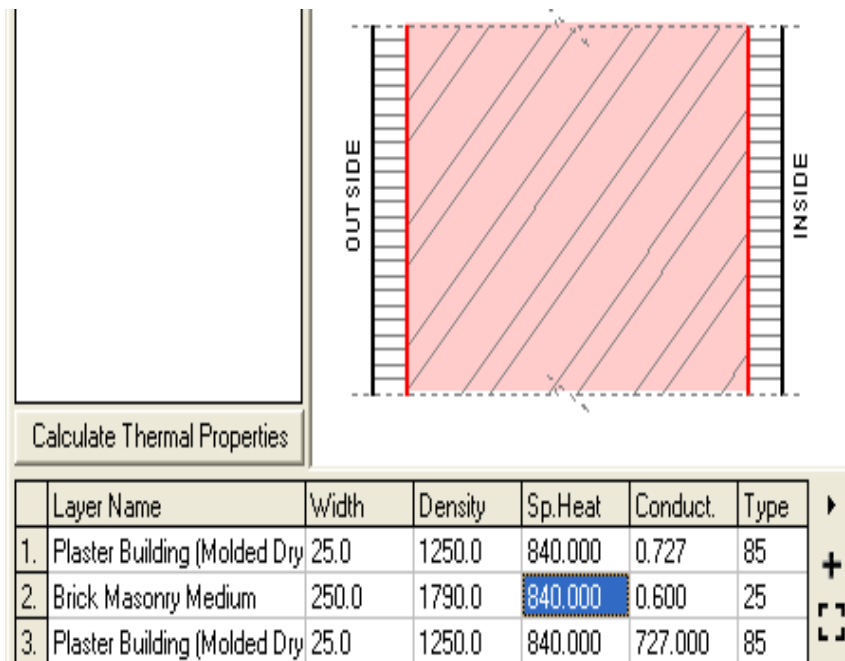 OUTSIDE
INSIDE
Calculate Thermal Properties
Layer Name Width Density Sp.Heat Conduct. Type
1. Plaster Building (Molded Dry 25.0 1250.0 840.000 0.727 85
2. Brick Masonry Medium 250.0 1790.0 840.000 0.600 25
3. Plaster Building (Molded Dry 25.0 1250.0 840.000 727.000 85